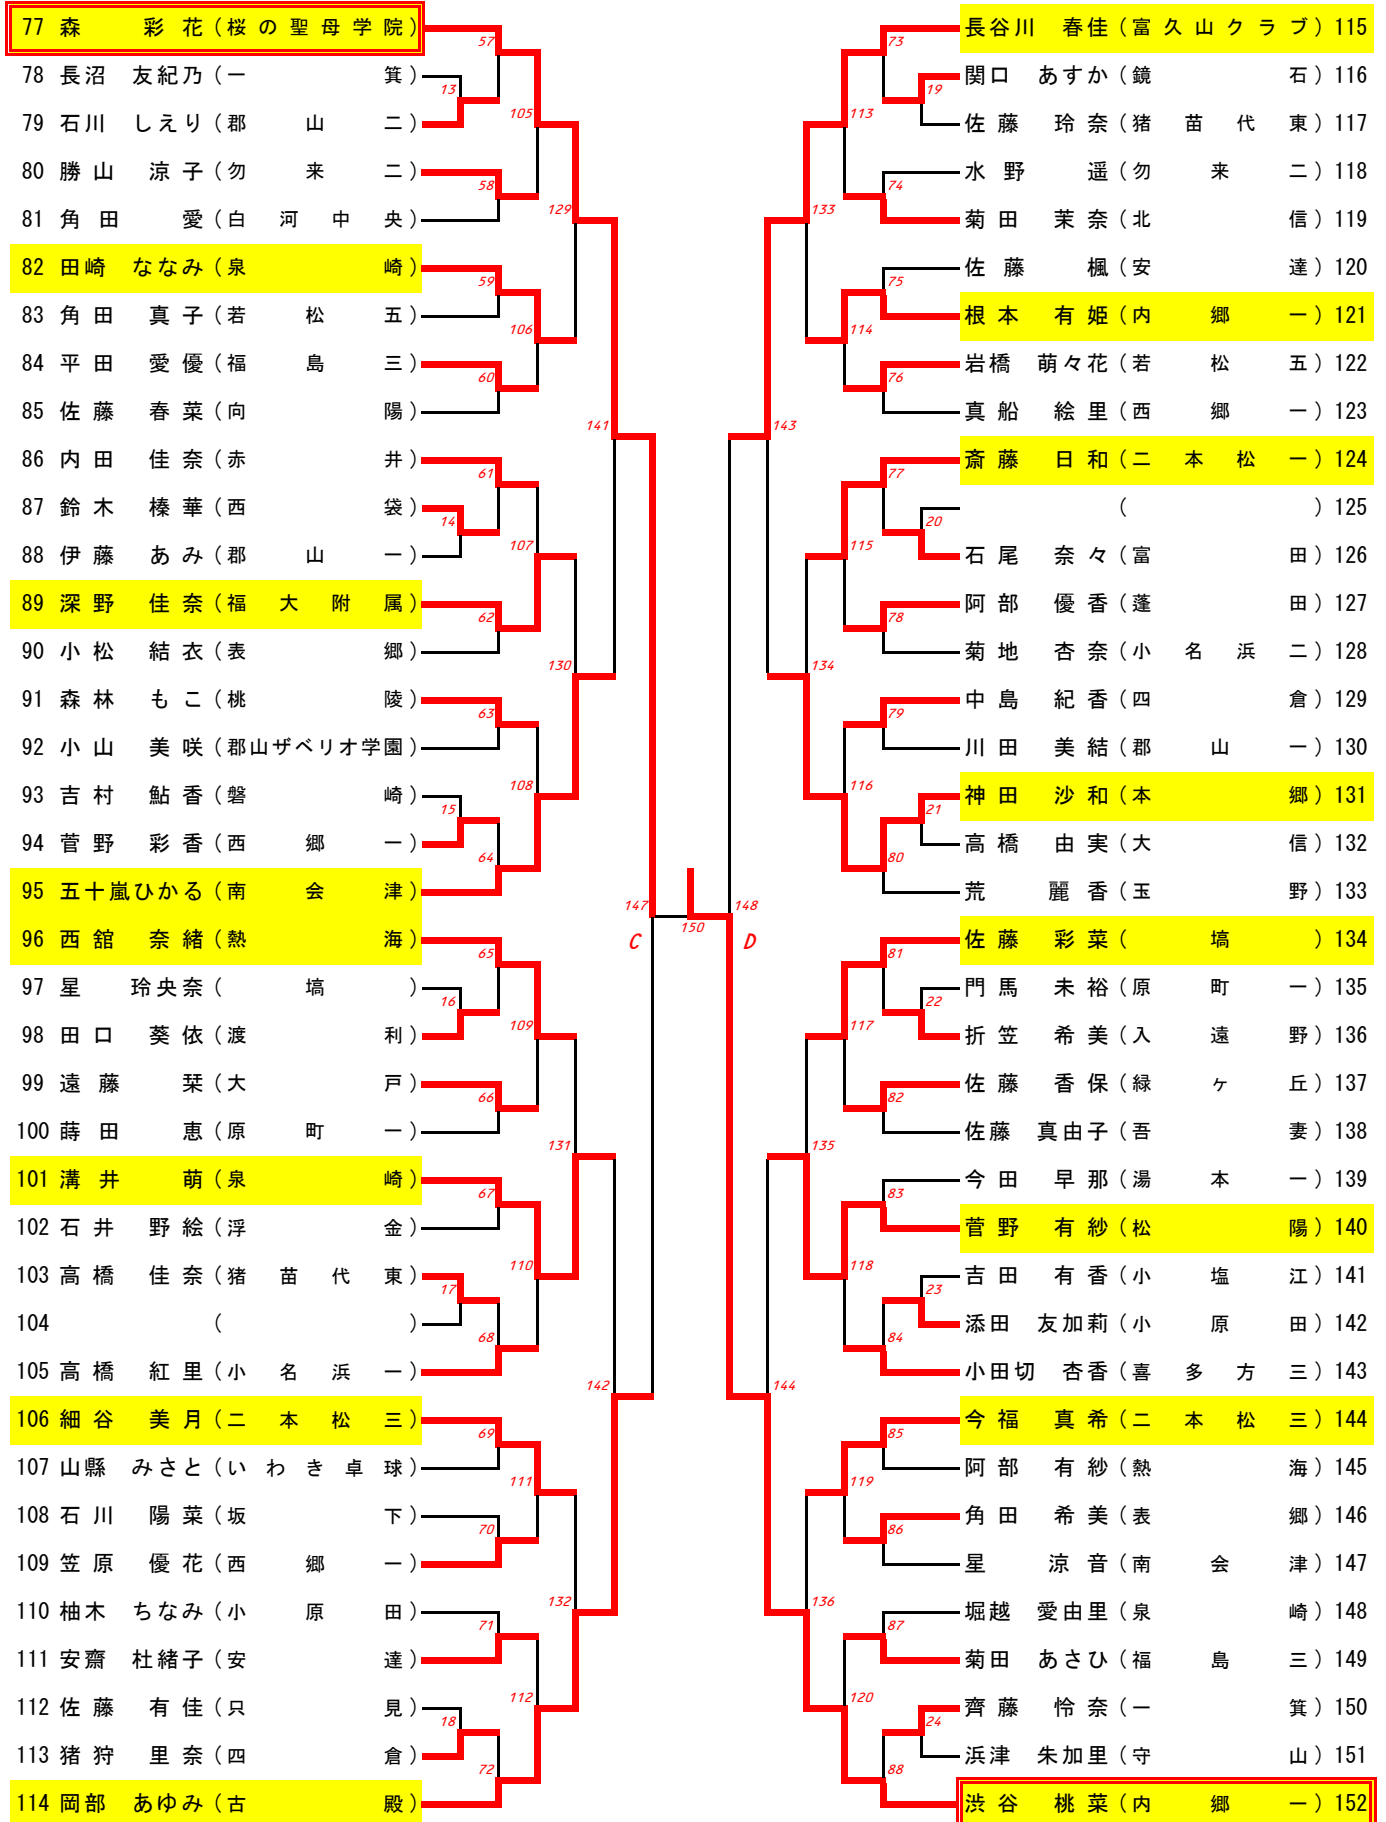 77 森 彩 花 (桜 の 聖 母 学 院)
78 長沼 友紀乃 (一 箕)
79 石川 しえり (郡 山 二)
80 勝 山 涼 子 (勿 来 二)
81 角 田 愛 (白 河 中 央)
82 田崎 ななみ (泉 崎)
83 角 田 真 子 (若 松 五)
84 平 田 愛 優 (福 島 三)
85 佐 藤 春 菜 (向 陽)
86 内 田 佳 奈 (赤 井)
87 鈴 木 榛 華 (西 袋)
88 伊 藤 あ み (郡 山 一)
89 深 野 佳 奈 (福 大 附 属)
90 小 松 結 衣 (表 郷)
91 森 林 も こ (桃 陵)
92 小 山 美 咲 (郡山ザベリオ学園)
93 吉 村 鮎 香 (磐 崎)
94 菅 野 彩 香 (西 郷 一)
95 五十嵐ひかる (南 会 津)
96 西 舘 奈 緒 (熱 海)
97 星 玲央奈 (塙)
98 田 口 葵 依 (渡 利)
99 遠 藤 栞 (大 戸)
100 蒔 田 恵 (原 町 一)
101 溝 井 萌 (泉 崎)
102 石 井 野 絵 (浮 金)
103 高 橋 佳 奈 (猪 苗 代 東)
104 ( )
105 高 橋 紅 里 (小 名 浜 一)
106 細 谷 美 月 (二 本 松 三)
107 山縣 みさと (い わ き 卓 球)
108 石 川 陽 菜 (坂 下)
109 笠 原 優 花 (西 郷 一)
110 柚木 ちなみ (小 原 田)
111 安齋 杜緒子 (安 達)
112 佐 藤 有 佳 (只 見)
113 猪 狩 里 奈 (四 倉)
114 岡部 あゆみ (古 殿)
57
13
105
58
129
59
106
60
141
61
14
107
62
130
63
108
15
64
147
C
65
16
109
66
131
67
110
17
68
142
69
111
70
132
71
112
18
72
150
73
19
113
74
133
75
114
76
143
77
20
115
78
134
79
116
21
80
148
D
81
22
117
82
135
83
118
23
84
144
85
119
86
136
87
120
24
88
長谷川 春佳 (富 久 山 ク ラ ブ) 115
関口 あすか (鏡 石) 116
佐 藤 玲 奈 (猪 苗 代 東) 117
水 野 遥 (勿 来 二) 118
菊 田 茉 奈 (北 信) 119
佐 藤 楓 (安 達) 120
根 本 有 姫 (内 郷 一) 121
岩橋 萌々花 (若 松 五) 122
真 船 絵 里 (西 郷 一) 123
斎 藤 日 和 (二 本 松 一) 124
( ) 125
石 尾 奈 々 (富 田) 126
阿 部 優 香 (蓬 田) 127
菊 地 杏 奈 (小 名 浜 二) 128
中 島 紀 香 (四 倉) 129
川 田 美 結 (郡 山 一) 130
神 田 沙 和 (本 郷) 131
高 橋 由 実 (大 信) 132
荒 麗 香 (玉 野) 133
佐 藤 彩 菜 (塙) 134
門 馬 未 裕 (原 町 一) 135
折 笠 希 美 (入 遠 野) 136
佐 藤 香 保 (緑 ヶ 丘) 137
佐藤 真由子 (吾 妻) 138
今 田 早 那 (湯 本 一) 139
菅 野 有 紗 (松 陽) 140
吉 田 有 香 (小 塩 江) 141
添田 友加莉 (小 原 田) 142
小田切 杏香 (喜 多 方 三) 143
今 福 真 希 (二 本 松 三) 144
阿 部 有 紗 (熱 海) 145
角 田 希 美 (表 郷) 146
星 涼 音 (南 会 津) 147
堀越 愛由里 (泉 崎) 148
菊田 あさひ (福 島 三) 149
齊 藤 怜 奈 (一 箕) 150
浜津 朱加里 (守 山) 151
渋 谷 桃 菜 (内 郷 一) 152